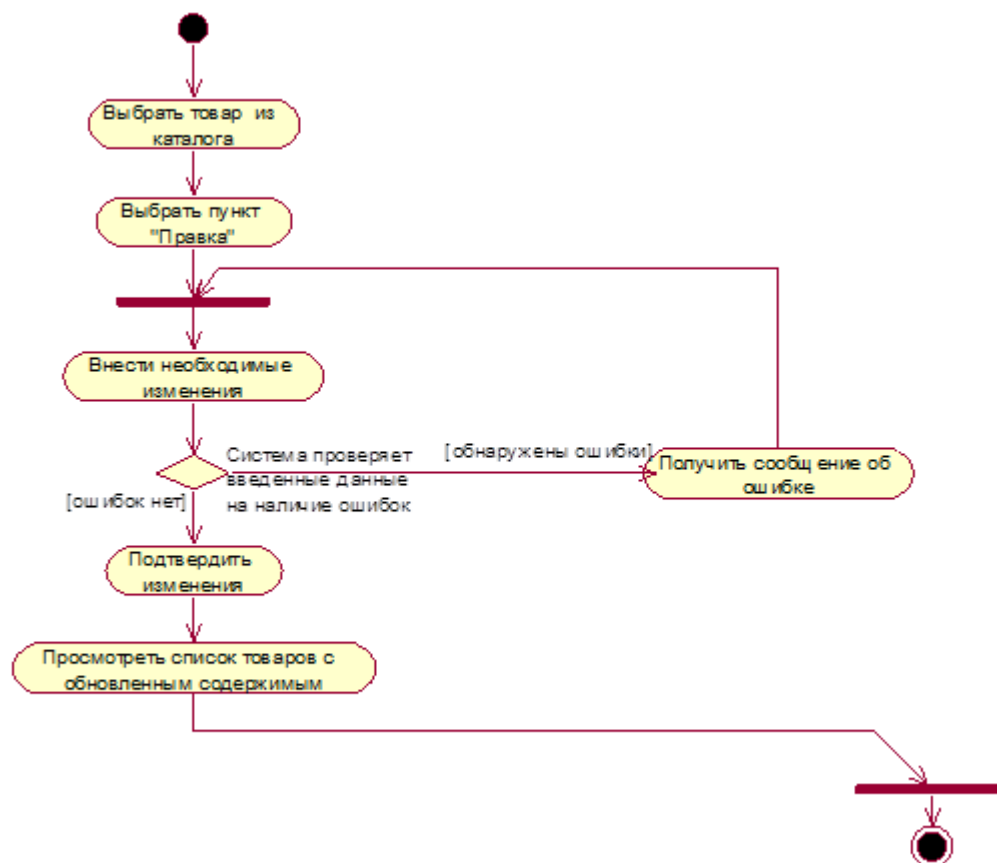 Выбрать товар из
каталога
Выбрать пункт
"Правка"
Внести необходимые
изменения
Система проверяет
введенные данные
на наличие ошибок
[обнаружены ошибки]
Получить сообщение об
ошибке
[ошибок нет]
Подтвердить
изменения
Просмотреть список товаров с
обновленным содержимым